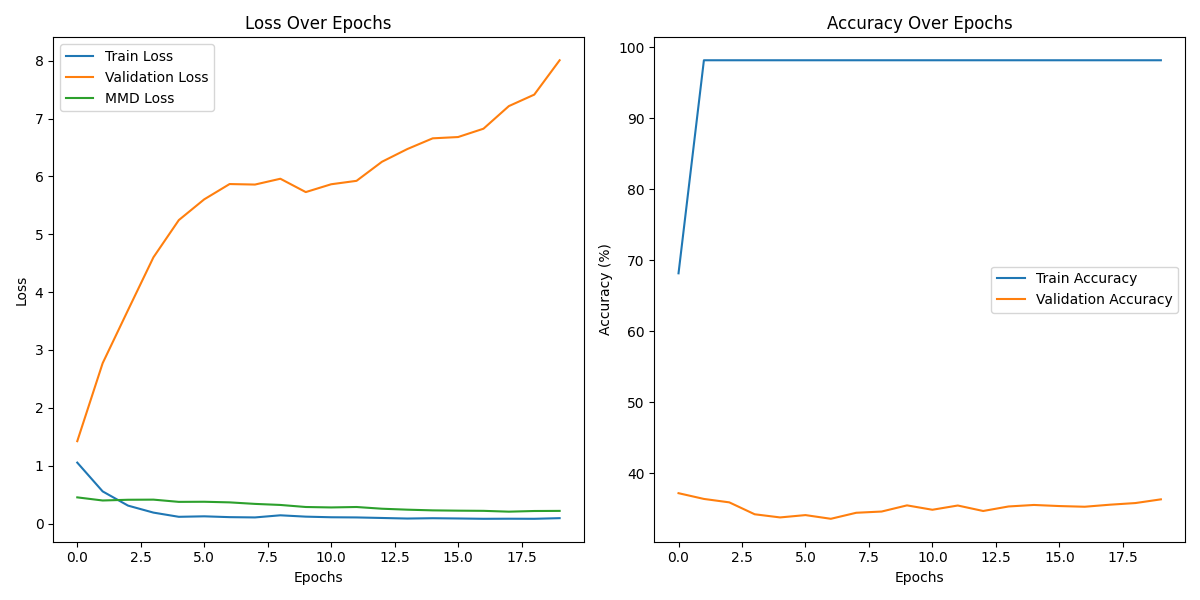 Loss Over Epochs
Train Loss
Validation Loss
MMD Loss
8
7
6
5
4
3
2
1
0
Loss
0.0 2.5 5.0 7.5 10.0 12.5 15.0 17.5
Epochs
Accuracy Over Epochs
100
90
80
70
60
50
40
Accuracy (%)
Train Accuracy
Validation Accuracy
0.0 2.5 5.0 7.5 10.0 12.5 15.0 17.5
Epochs